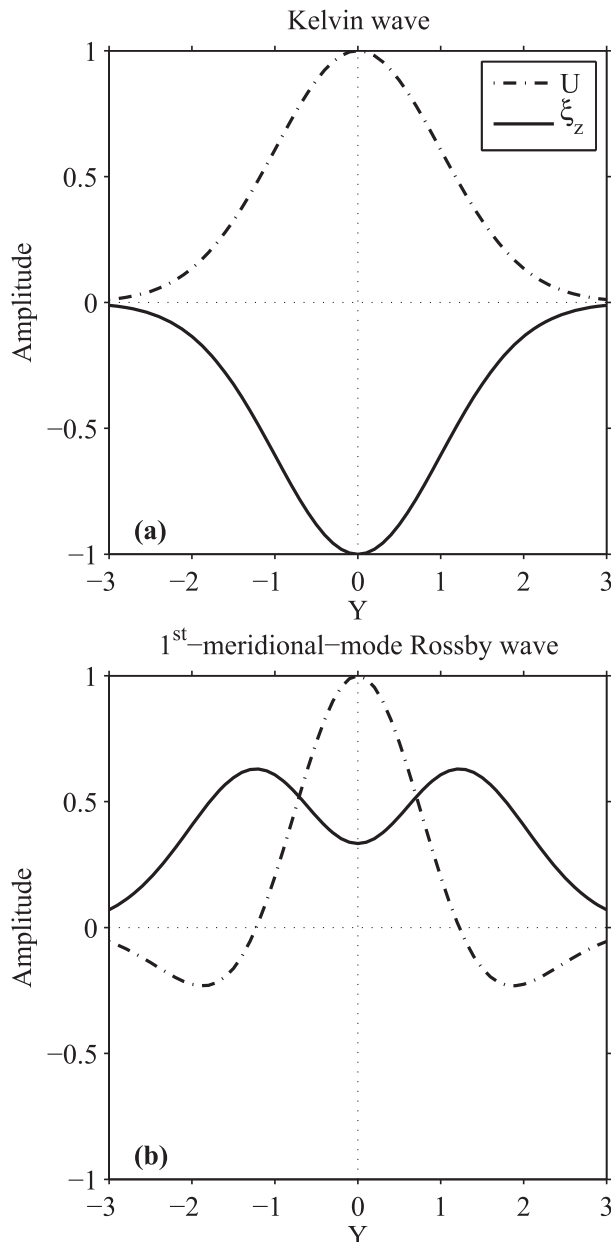 Kelvin wave
1
0.5
0
−0.5
−1
Amplitude
U
ξz
(a)
−3 −2 −1 0 1 2 3
Y
1st−meridional−mode Rossby wave
1
0.5
0
−0.5
−1
Amplitude
(b)
−3 −2 −1 0 1 2 3
Y